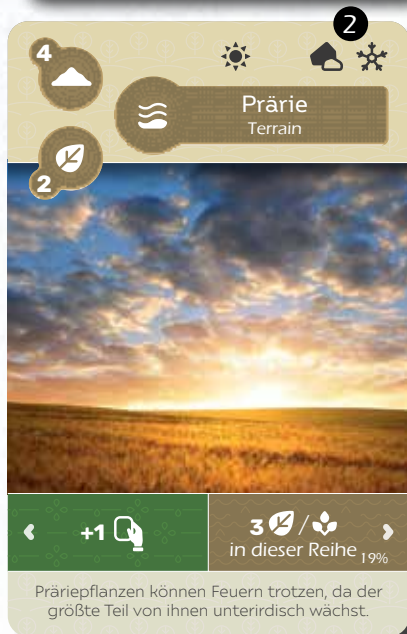 2
4
Prärie
Terrain
2
+1
3 /
in dieser Reihe 19%
Präriepflanzen können Feuern trotzen, da der
größte Teil von ihnen unterirdisch wächst.